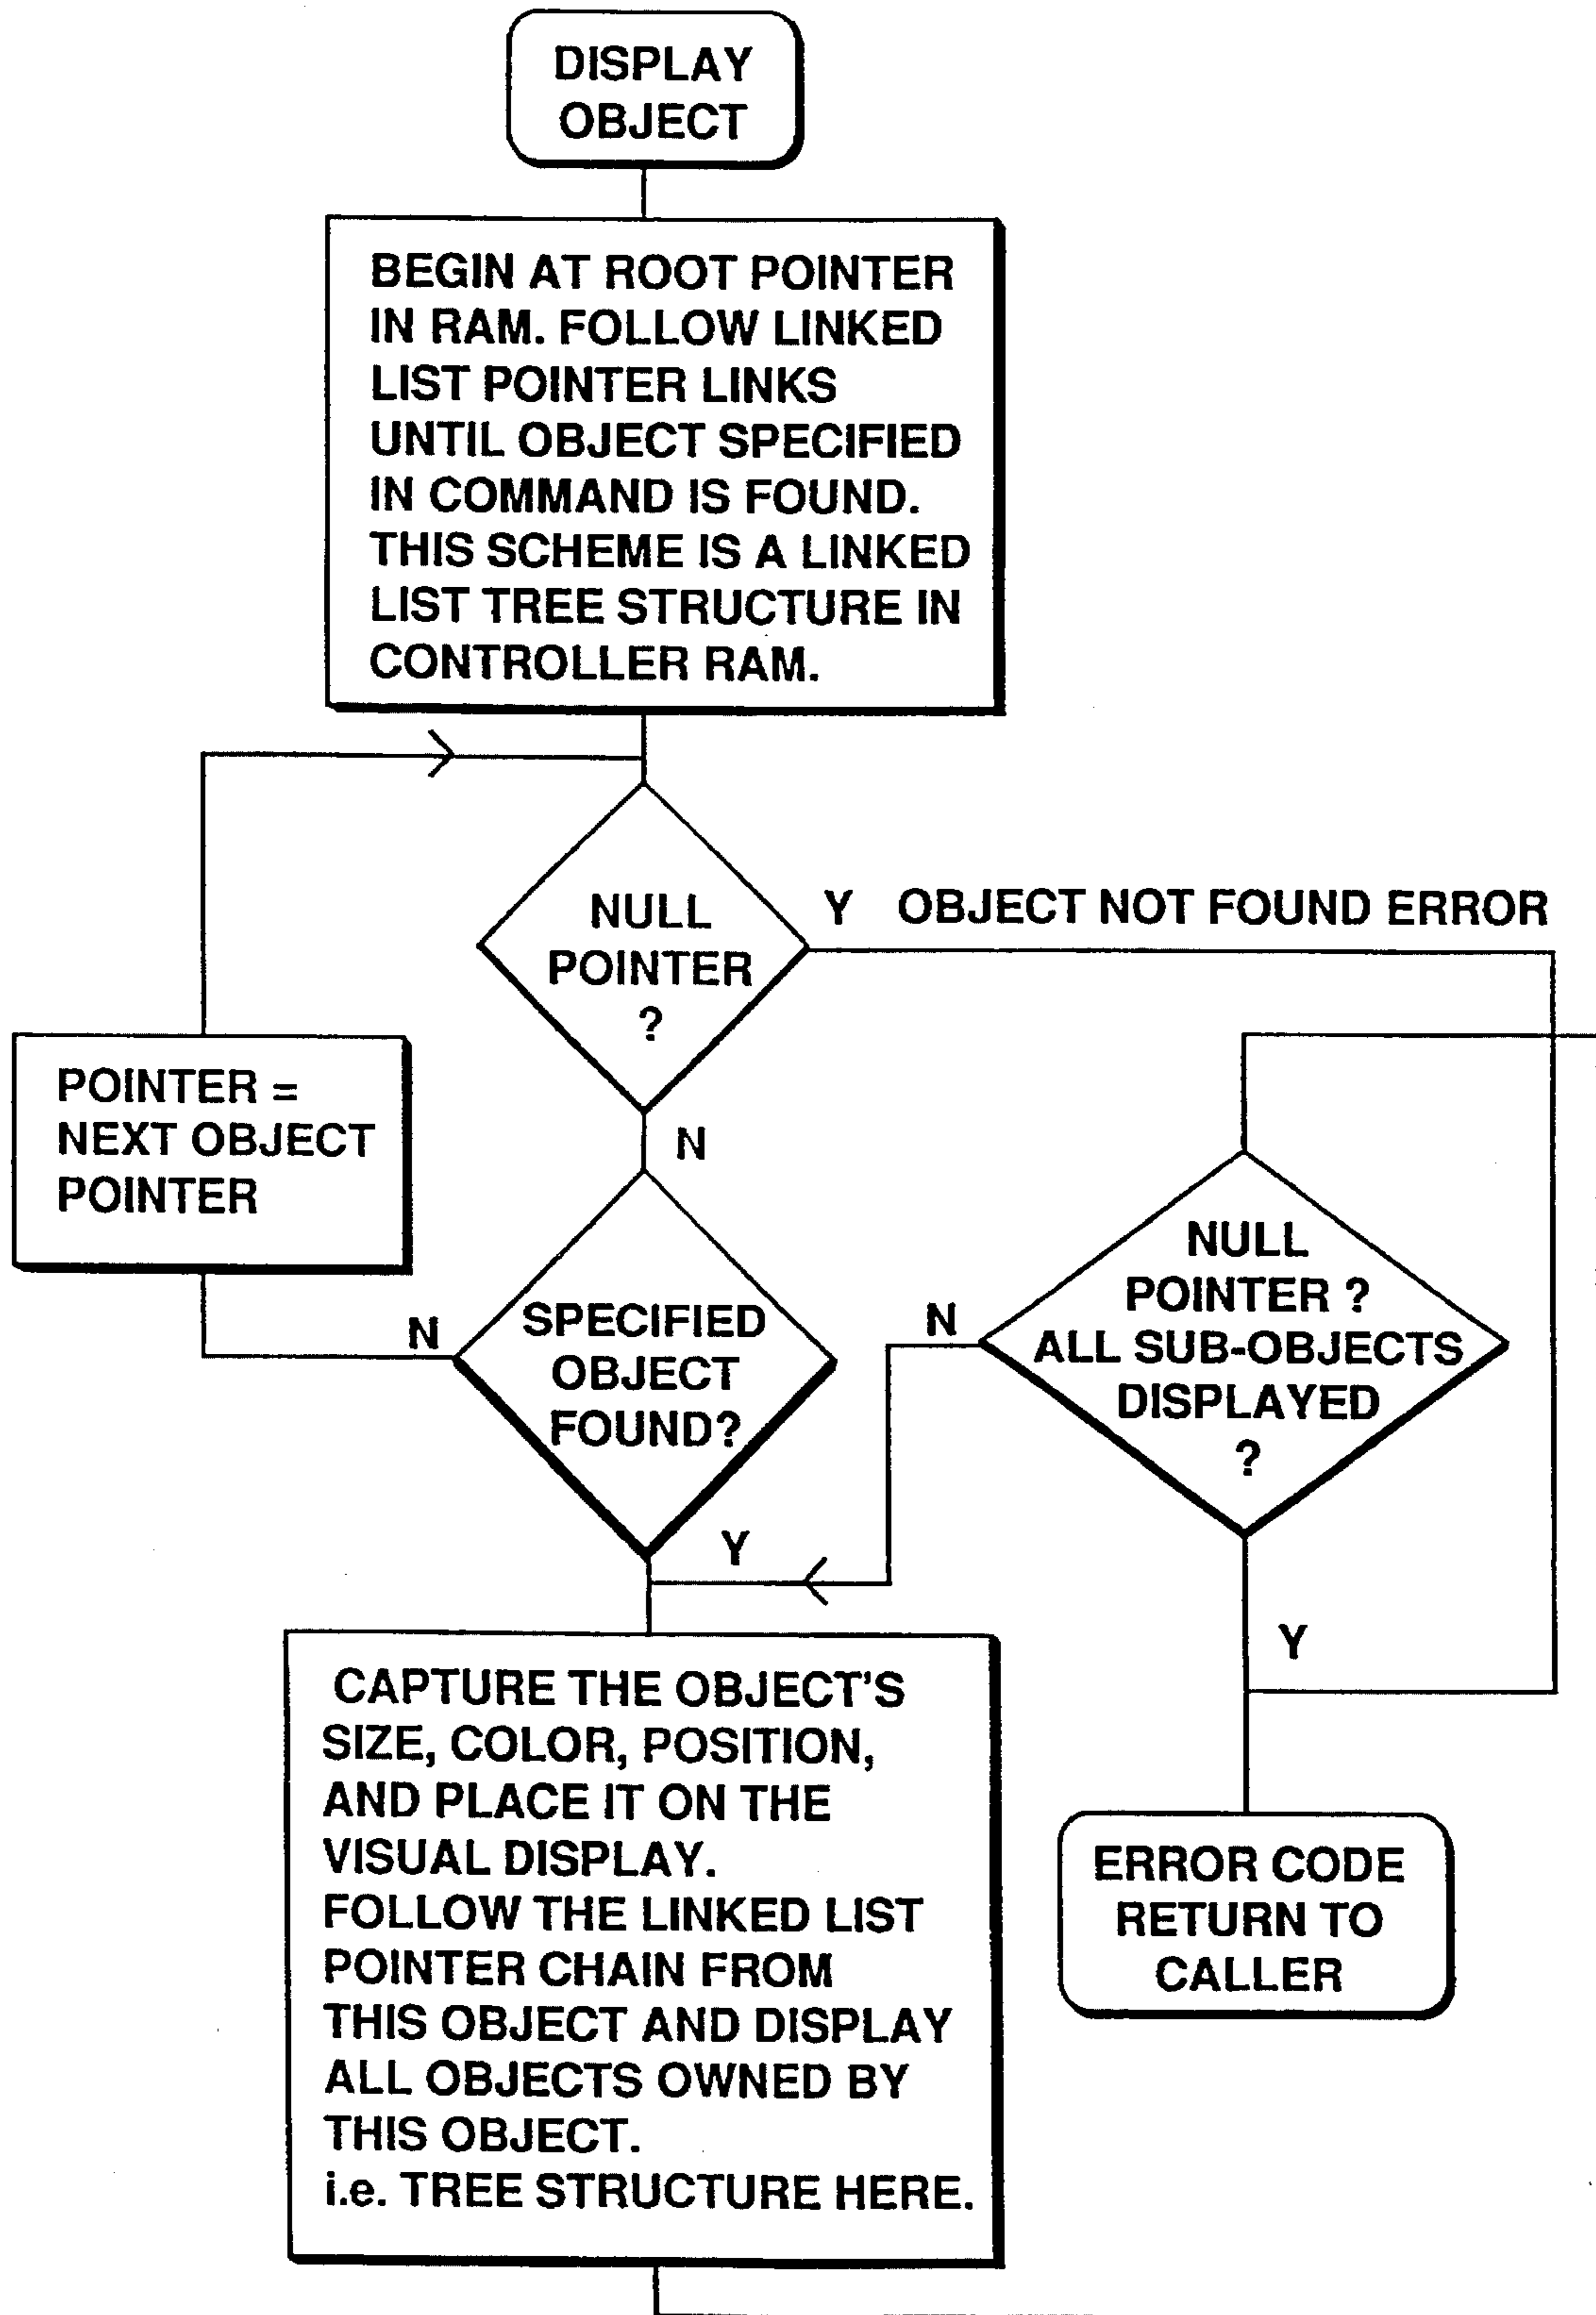 DISPLAY
OBJECT
BEGIN AT ROOT POINTER
IN RAM. FOLLOW LINKED
LIST POINTER LINKS
UNTIL OBJECT SPECIFIED
IN COMMAND IS FOUND.
THIS SCHEME IS A LINKED
LIST TREE STRUCTURE IN
CONTROLLER RAM.
NULL
POINTER
?
Y OBJECT NOT FOUND ERROR
N
POINTER =
NEXT OBJECT
POINTER
N
SPECIFIED
OBJECT
FOUND?
Y
NULL
POINTER ?
ALL SUB-OBJECTS
DISPLAYED
?
N
Y
CAPTURE THE OBJECT'S
SIZE, COLOR, POSITION,
AND PLACE IT ON THE
VISUAL DISPLAY.
FOLLOW THE LINKED LIST
POINTER CHAIN FROM
THIS OBJECT AND DISPLAY
ALL OBJECTS OWNED BY
THIS OBJECT.
i.e. TREE STRUCTURE HERE.
ERROR CODE
RETURN TO
CALLER